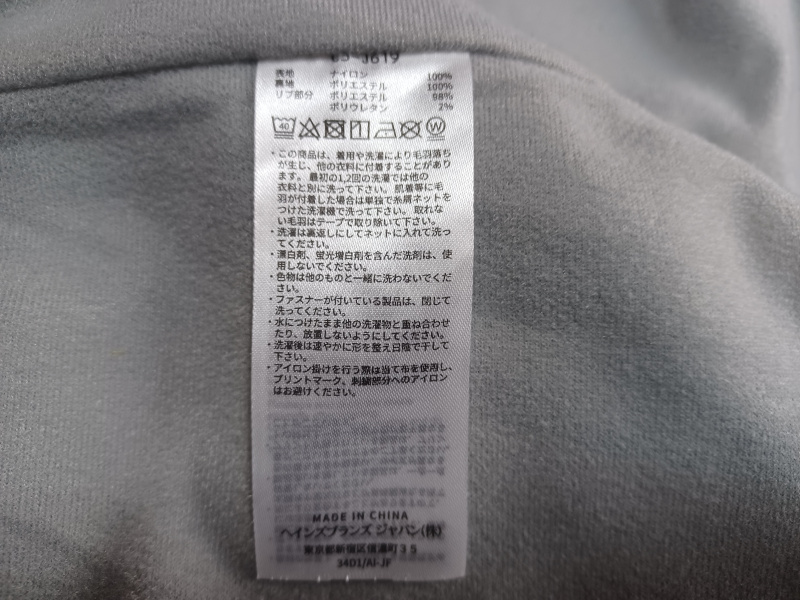 表地 ナイロン 100%
裏地 ポリエステル 100%
リブ部分 ポリエステル 98%
ポリウレタン 2%
40 W
・この商品は、着用や洗濯により毛羽落ち
が生じ、他の衣料に付着することがあり
ます。最初の1,2回の洗濯では他の
衣料と別に洗って下さい。肌着等に毛
羽が付着した場合は単独で糸屑ネットを
つけた洗濯機で洗って下さい。取れな
い毛羽はテープで取り除いて下さい。
・洗濯は裏返しにしてネットに入れて洗っ
てください。
・漂白剤、蛍光増白剤を含んだ洗剤は、使
用しないでください。
・色物は他のものと一緒に洗わないでくだ
さい。
・ファスナーが付いている製品は、閉じて
洗ってください。
・水につけたまま他の洗濯物と重ね合わせ
たり、放置しないようにしてください。
・洗濯後は速やかに形を整え日陰で干して
下さい。
・アイロン掛けを行う際は当て布を使用し、
プリントマーク、刺繍部分へのアイロン
はお避けください。
MADE IN CHINA
ヘインズブランズ ジャパン(株)
東京都新宿区信濃町35
34D1/AI-JF